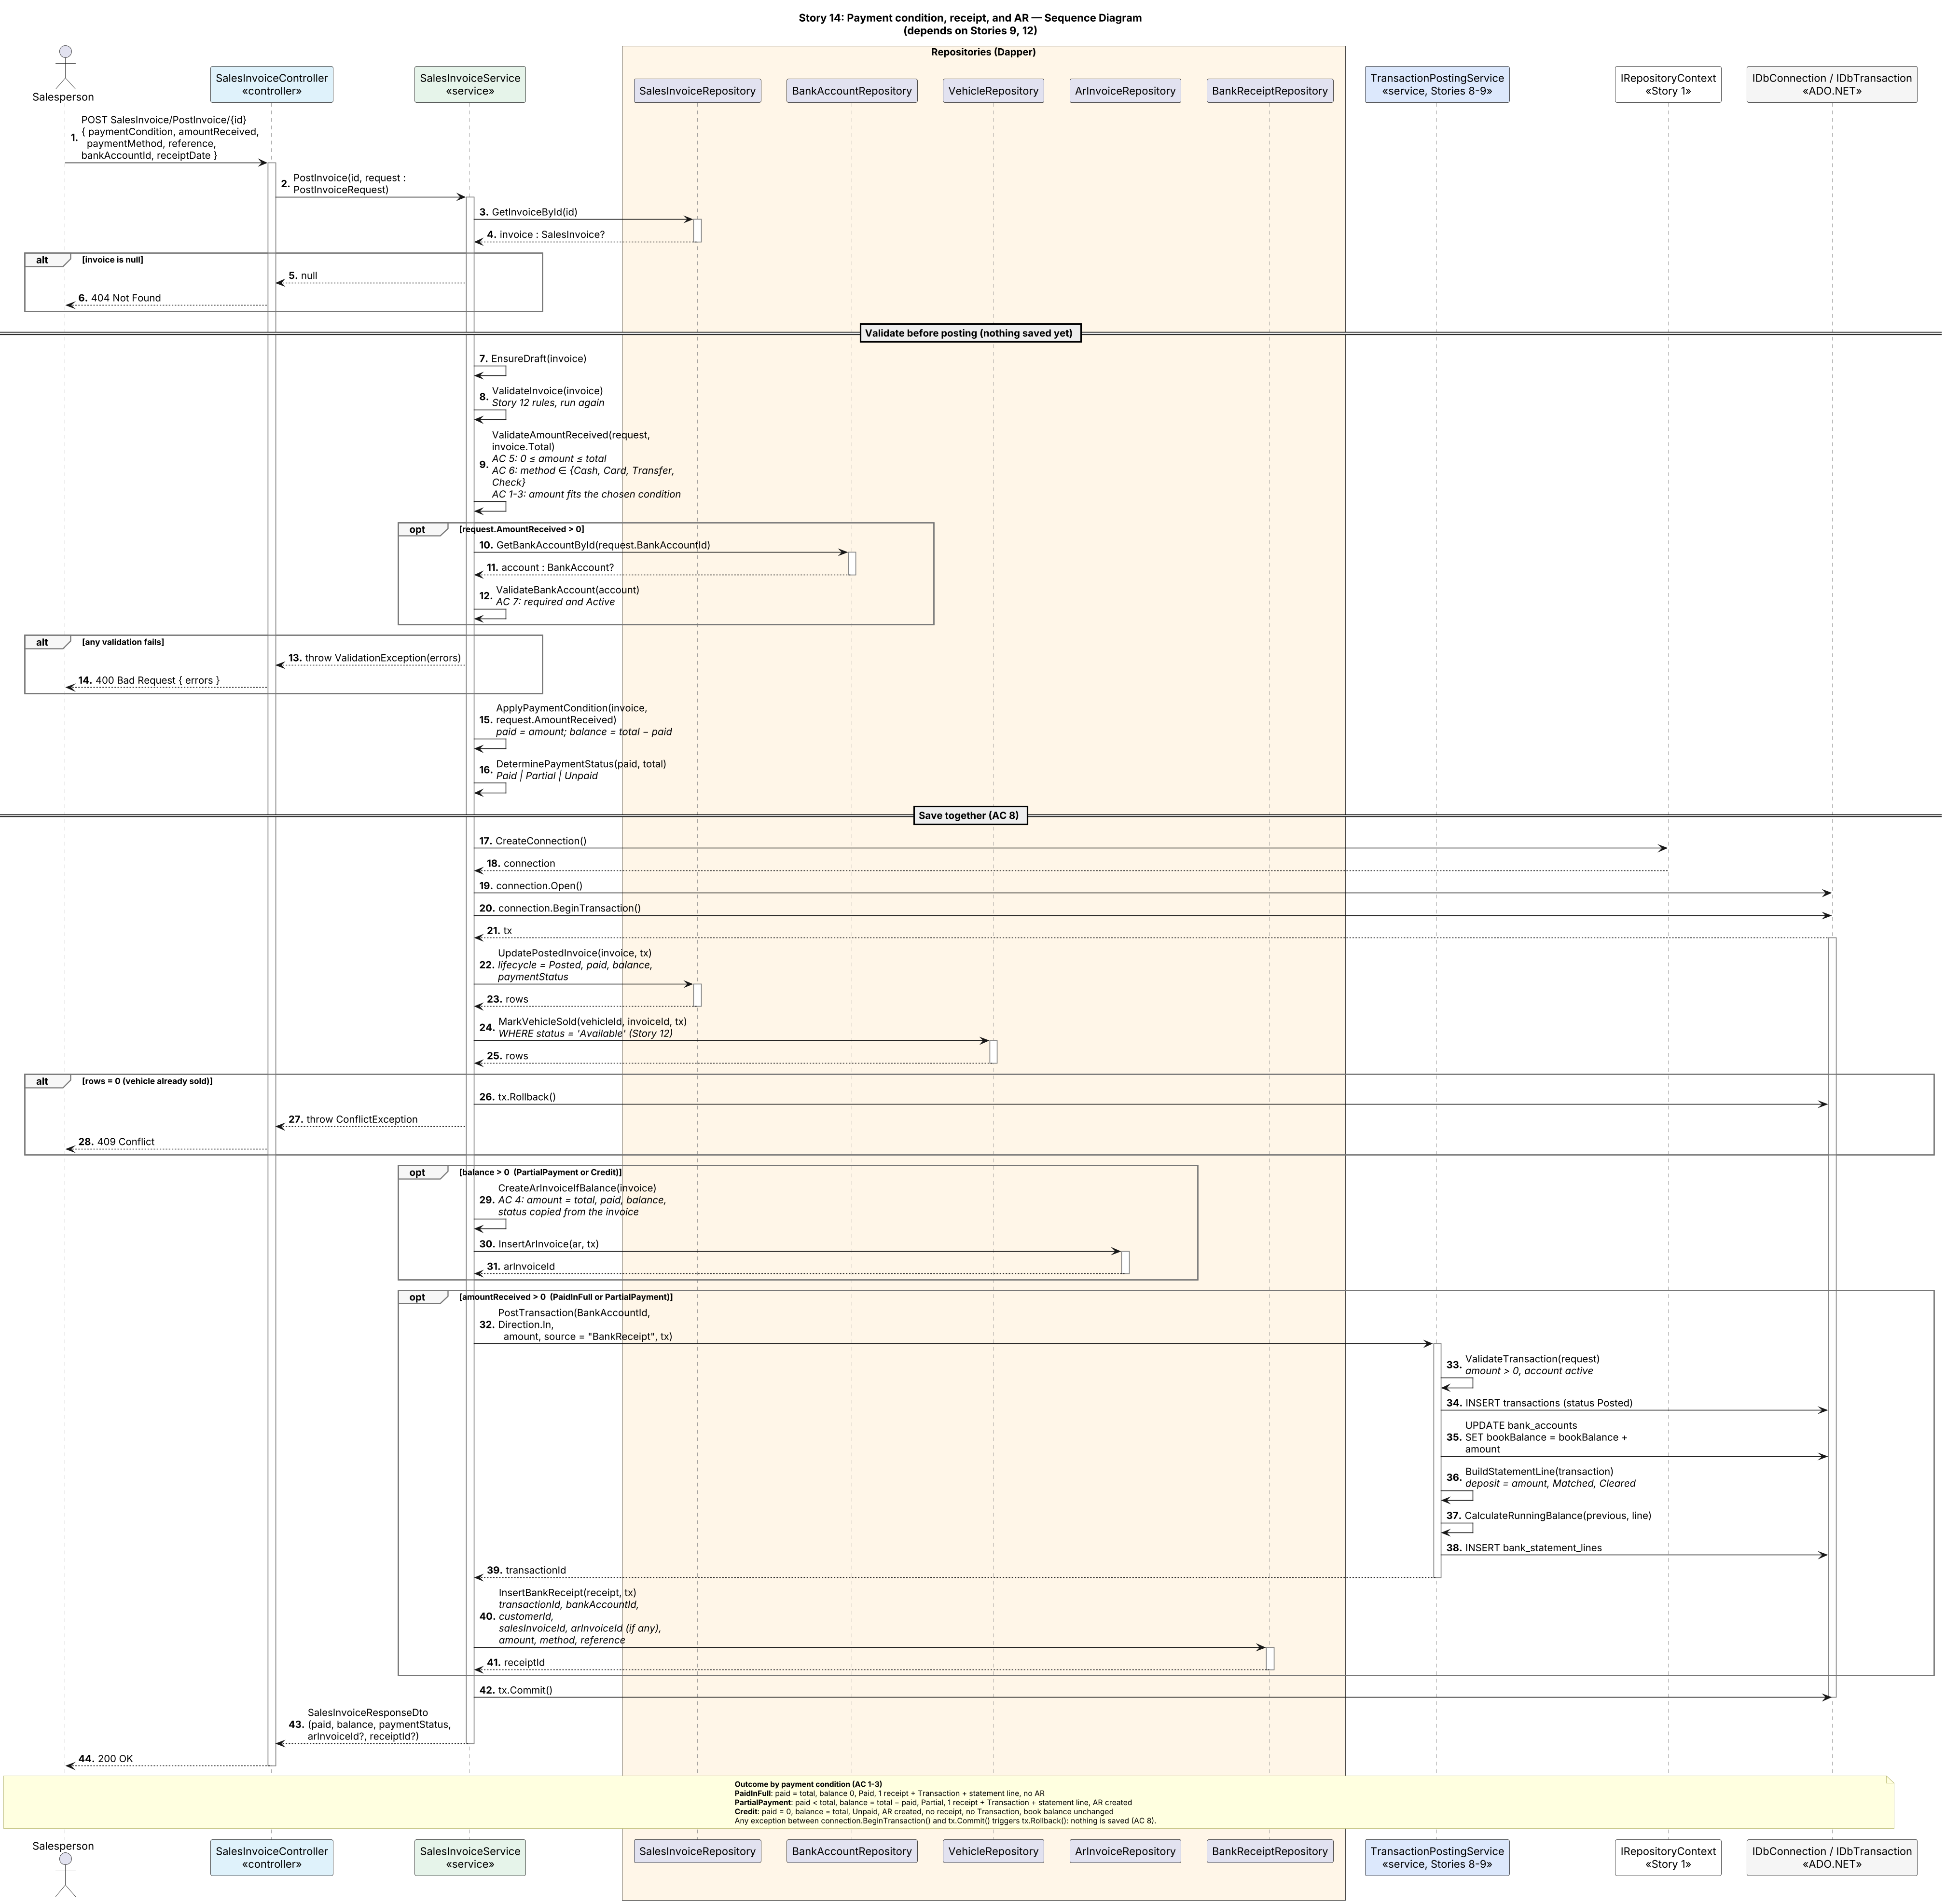 Story 14: Payment condition, receipt, and AR — Sequence Diagram
(depends on Stories 9, 12)
Repositories (Dapper)
Salesperson
SalesInvoiceController
«controller»
SalesInvoiceService
«service»
SalesInvoiceRepository
BankAccountRepository
VehicleRepository
ArInvoiceRepository
BankReceiptRepository
TransactionPostingService
«service, Stories 8-9»
IRepositoryContext
«Story 1»
IDbConnection / IDbTransaction
«ADO.NET»
1. POST SalesInvoice/PostInvoice/{id}
{ paymentCondition, amountReceived,
paymentMethod, reference,
bankAccountId, receiptDate }
2. PostInvoice(id, request :
PostInvoiceRequest)
3. GetInvoiceById(id)
4. invoice : SalesInvoice?
alt [invoice is null]
5. null
6. 404 Not Found
Validate before posting (nothing saved yet)
7. EnsureDraft(invoice)
8. ValidateInvoice(invoice)
Story 12 rules, run again
9. ValidateAmountReceived(request,
invoice.Total)
AC 5: 0 ≤ amount ≤ total
AC 6: method ∈ {Cash, Card, Transfer,
Check}
AC 1-3: amount fits the chosen condition
opt [request.AmountReceived > 0]
10. GetBankAccountById(request.BankAccountId)
11. account : BankAccount?
12. ValidateBankAccount(account)
AC 7: required and Active
alt [any validation fails]
13. throw ValidationException(errors)
14. 400 Bad Request { errors }
15. ApplyPaymentCondition(invoice,
request.AmountReceived)
paid = amount; balance = total − paid
16. DeterminePaymentStatus(paid, total)
Paid | Partial | Unpaid
Save together (AC 8)
17. CreateConnection()
18. connection
19. connection.Open()
20. connection.BeginTransaction()
21. tx
22. UpdatePostedInvoice(invoice, tx)
lifecycle = Posted, paid, balance,
paymentStatus
23. rows
24. MarkVehicleSold(vehicleId, invoiceId, tx)
WHERE status = 'Available' (Story 12)
25. rows
alt [rows = 0 (vehicle already sold)]
26. tx.Rollback()
27. throw ConflictException
28. 409 Conflict
opt [balance > 0 (PartialPayment or Credit)]
29. CreateArInvoiceIfBalance(invoice)
AC 4: amount = total, paid, balance,
status copied from the invoice
30. InsertArInvoice(ar, tx)
31. arInvoiceId
opt [amountReceived > 0 (PaidInFull or PartialPayment)]
32. PostTransaction(BankAccountId,
Direction.In,
amount, source = "BankReceipt", tx)
33. ValidateTransaction(request)
amount > 0, account active
34. INSERT transactions (status Posted)
35. UPDATE bank_accounts
SET bookBalance = bookBalance +
amount
36. BuildStatementLine(transaction)
deposit = amount, Matched, Cleared
37. CalculateRunningBalance(previous, line)
38. INSERT bank_statement_lines
39. transactionId
40. InsertBankReceipt(receipt, tx)
transactionId, bankAccountId,
customerId,
salesInvoiceId, arInvoiceId (if any),
amount, method, reference
41. receiptId
42. tx.Commit()
43. SalesInvoiceResponseDto
(paid, balance, paymentStatus,
arInvoiceId?, receiptId?)
44. 200 OK
Outcome by payment condition (AC 1-3)
PaidInFull: paid = total, balance 0, Paid, 1 receipt + Transaction + statement line, no AR
PartialPayment: paid < total, balance = total − paid, Partial, 1 receipt + Transaction + statement line, AR created
Credit: paid = 0, balance = total, Unpaid, AR created, no receipt, no Transaction, book balance unchanged
Any exception between connection.BeginTransaction() and tx.Commit() triggers tx.Rollback(): nothing is saved (AC 8).
Salesperson
SalesInvoiceController
«controller»
SalesInvoiceService
«service»
SalesInvoiceRepository
BankAccountRepository
VehicleRepository
ArInvoiceRepository
BankReceiptRepository
TransactionPostingService
«service, Stories 8-9»
IRepositoryContext
«Story 1»
IDbConnection / IDbTransaction
«ADO.NET»